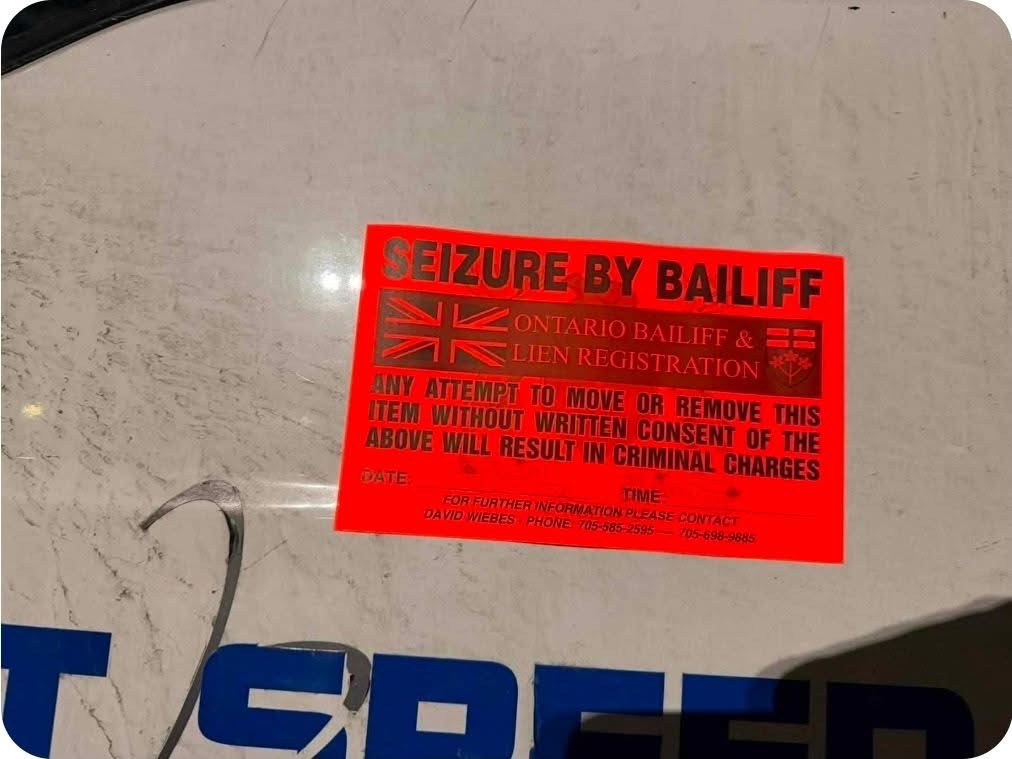 SEIZURE BY BAILIFF
ONTARIO BAILIFF &
LIEN REGISTRATION
ANY ATTEMPT TO MOVE OR REMOVE THIS
ITEM WITHOUT WRITTEN CONSENT OF THE
ABOVE WILL RESULT IN CRIMINAL CHARGES
DATE: TIME:
FOR FURTHER INFORMATION PLEASE CONTACT
DAVID WIEBES - PHONE: 705-585-2595 — 705-698-9885
T SPEED